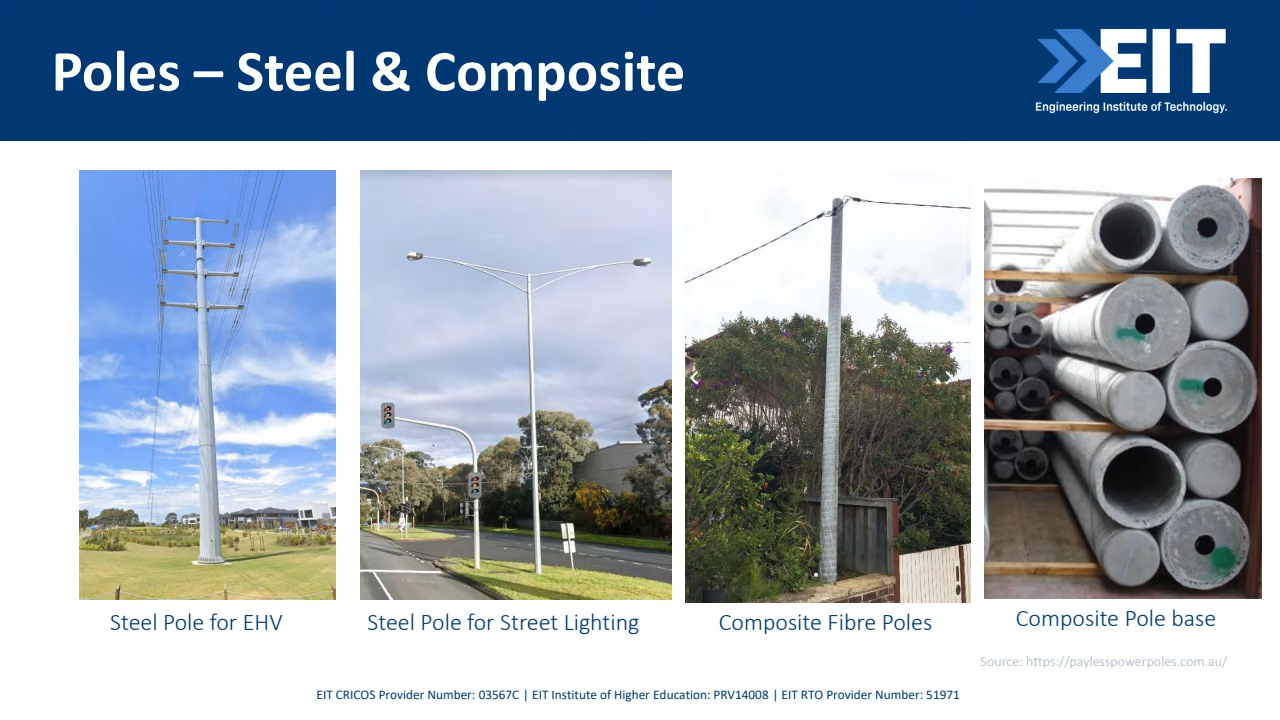 Poles – Steel & Composite
EIT
Engineering Institute of Technology.
Steel Pole for EHV
Steel Pole for Street Lighting
Composite Fibre Poles
Composite Pole base
Source: https://paylesspowerpoles.com.au/
EIT CRICOS Provider Number: 03567C | EIT Institute of Higher Education: PRV14008 | EIT RTO Provider Number: 51971